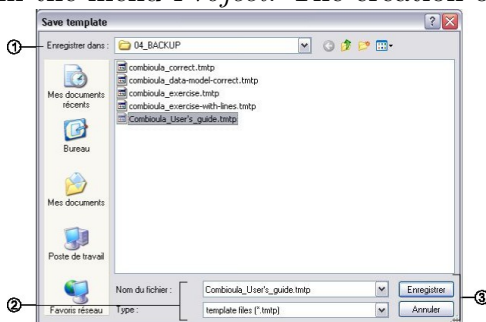 Save template
① Enregistrer dans : 04_BACKUP
combioula_correct.tmtp
combioula_data-model-correct.tmtp
combioula_exercise.tmtp
combioula_exercise-with-lines.tmtp
Combioula_User's_guide.tmtp
Mes documents
récents
Bureau
Mes documents
Poste de travail
Favoris réseau
② Nom du fichier : Combioula_User's_guide.tmtp Enregistrer
Type : template files (*.tmtp) Annuler
③